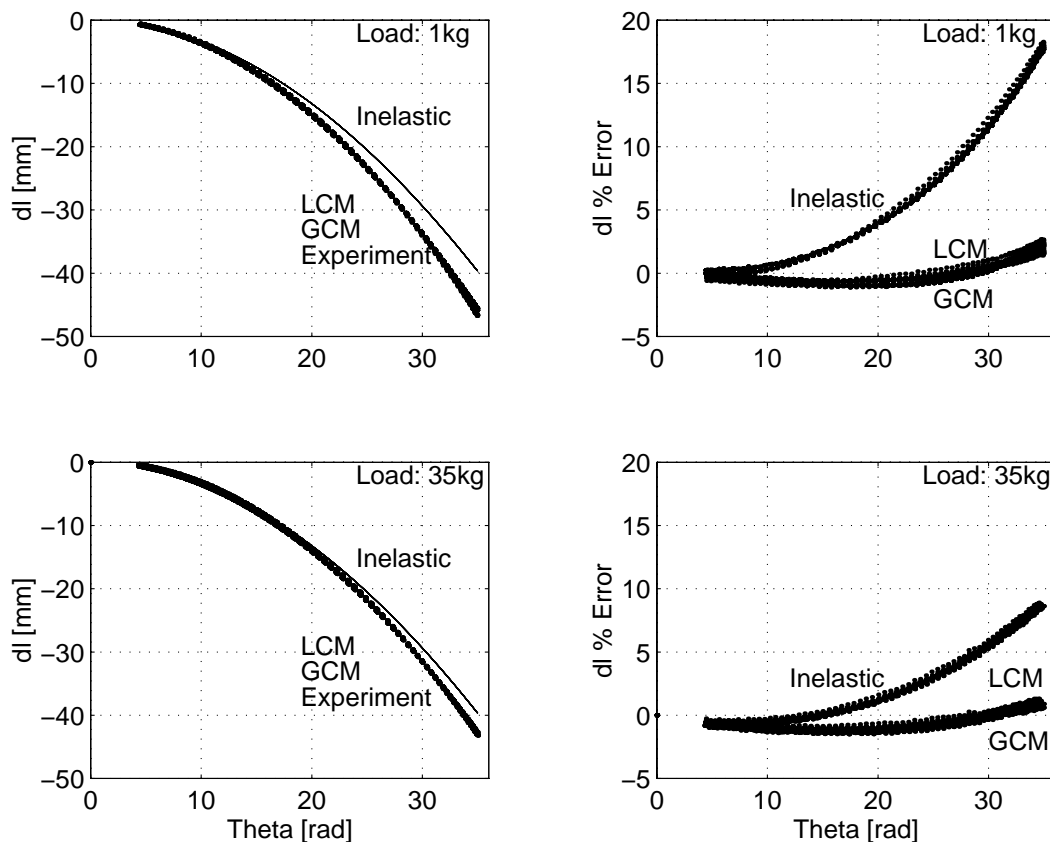 0
−10
−20
−30
−40
−50
0
10
20
30
dl [mm]
Load: 1kg
Inelastic
LCM
GCM
Experiment
20
15
10
5
0
−5
0
10
20
30
dl % Error
Load: 1kg
Inelastic
LCM
GCM
0
−10
−20
−30
−40
−50
0
10
20
30
dl [mm]
Theta [rad]
Load: 35kg
Inelastic
LCM
GCM
Experiment
20
15
10
5
0
−5
0
10
20
30
dl % Error
Theta [rad]
Load: 35kg
Inelastic
LCM
GCM